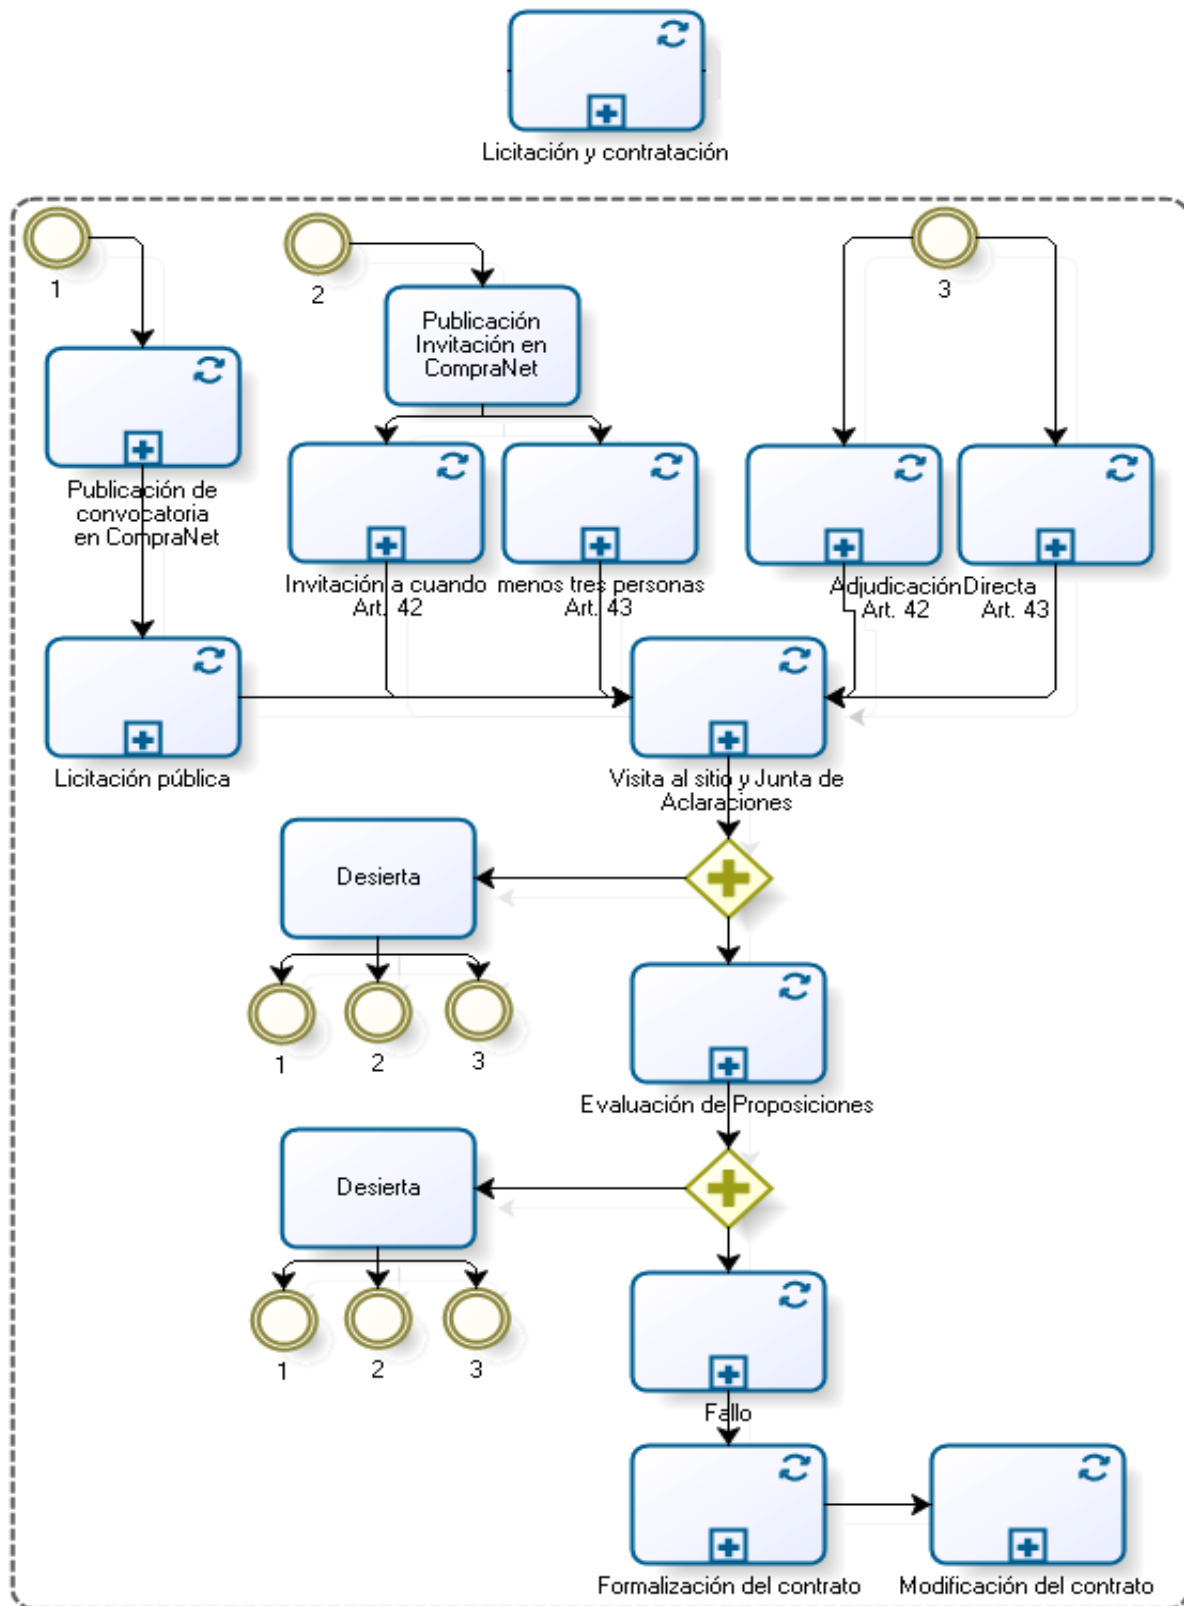 Licitación y contratación
1
2
3
Publicación
Invitación en
CompraNet
Publicación de
convocatoria
en CompraNet
Invitación a cuando
Art. 42
menos tres personas
Art. 43
Adjudicación
Art. 42
Directa
Art. 43
Licitación pública
Visita al sitio y Junta de
Aclaraciones
Desierta
1
2
3
Evaluación de Proposiciones
Desierta
1
2
3
Fallo
Formalización del contrato
Modificación del contrato